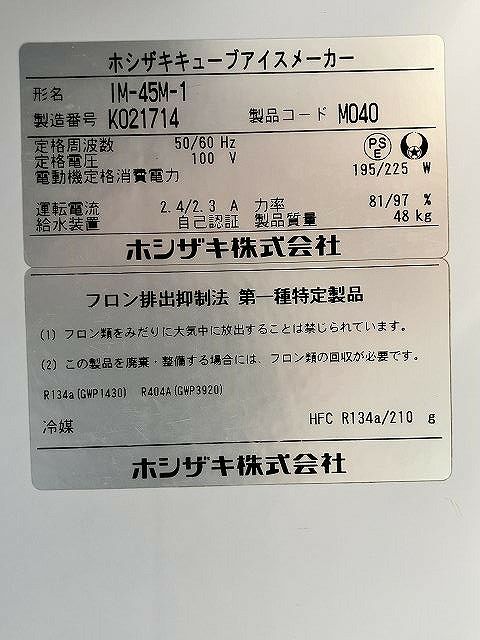 ホシザキキューブアイスメーカー
形名 IM-45M-1
製造番号 K021714 製品コード M040
定格周波数 50/60 Hz
定格電圧 100 V
電動機定格消費電力 195/225 W
PSE
運転電流 2.4/2.3 A 力率 81/97 %
給水装置 自己認証 製品質量 48 kg
ホシザキ株式会社
フロン排出抑制法 第一種特定製品
(1) フロン類をみだりに大気中に放出することは禁じられています。
(2) この製品を廃棄・整備する場合には、フロン類の回収が必要です。
R134a(GWP1430) R404A(GWP3920)
冷媒 HFC R134a/210 g
ホシザキ株式会社